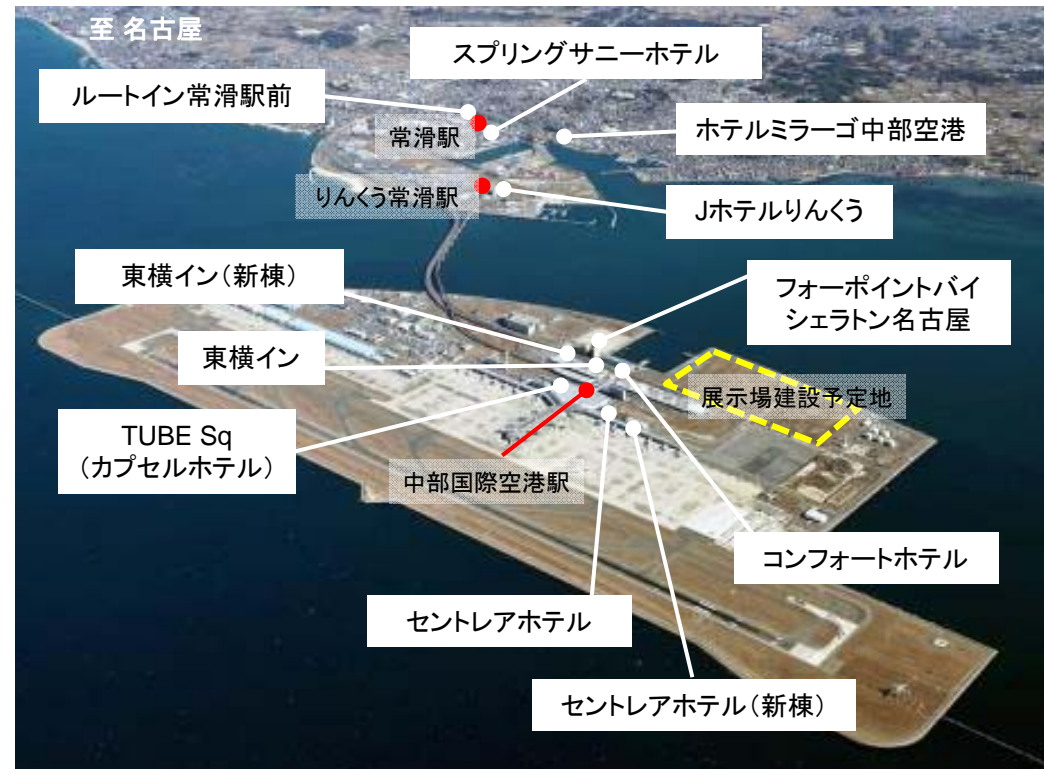 至 名古屋
スプリングサニーホテル
ルートイン常滑駅前
常滑駅
ホテルミラーゴ中部空港
りんくう常滑駅
Jホテルりんくう
東横イン（新棟）
フォーポイントバイ
シェラトン名古屋
東横イン
展示場建設予定地
TUBE Sq
（カプセルホテル）
中部国際空港駅
コンフォートホテル
セントレアホテル
セントレアホテル（新棟）